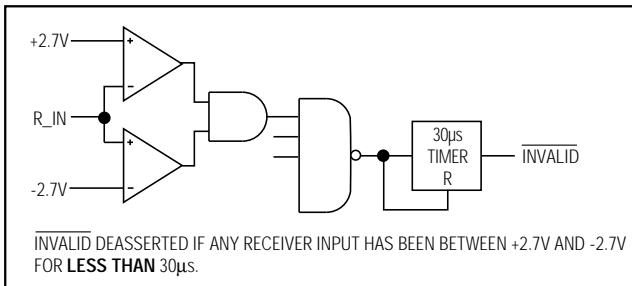 +2.7V
+
-
R_IN
+
-
-2.7V
30µs
TIMER
R
INVALID
INVALID DEASSERTED IF ANY RECEIVER INPUT HAS BEEN BETWEEN +2.7V AND -2.7V
FOR LESS THAN 30µs.